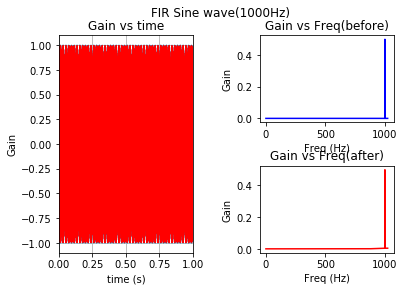 FIR Sine wave(1000Hz)
Gain vs time
1.00
0.75
0.50
0.25
0.00
−0.25
−0.50
−0.75
−1.00
Gain
0.00 0.25 0.50 0.75 1.00
time (s)
Gain vs Freq(before)
0.4
0.2
0.0
Gain
0 500 1000
Freq (Hz)
Gain vs Freq(after)
0.4
0.2
0.0
Gain
0 500 1000
Freq (Hz)